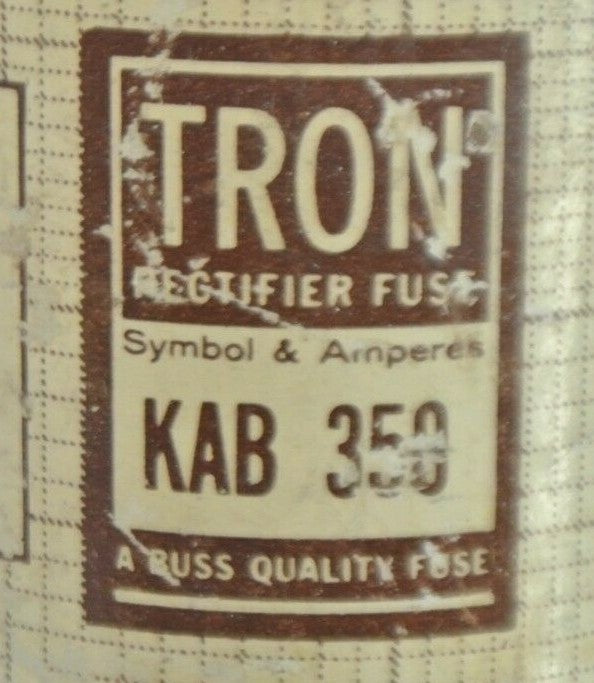 TRON
RECTIFIER FUSE
Symbol & Amperes
KAB 350
A BUSS QUALITY FUSE